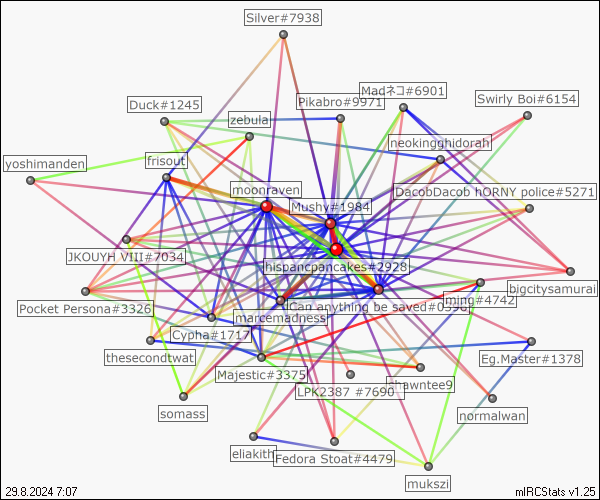 Silver#7938
Madネコ#6901
Pikabro#9971
Swirly Boi#6154
Duck#1245
zebula
neokingghidorah
yoshimanden
frisout
moonraven
DacobDacob hORNY police#5271
Mushy#1984
JKOUYH VIII#7034
hispanicpancakes#2928
bigcitysamurai
Pocket Persona#3326
Can anything be saved#0398
ming#4742
marcemadness
Cypha#1717
thesecondtwat
Eg.Master#1378
Majestic#3375
shawntee9
LPK2387 #7690
somass
normalwan
eliakith
Fedora Stoat#4479
mukszi
29.8.2024 7:07
mIRCStats v1.25